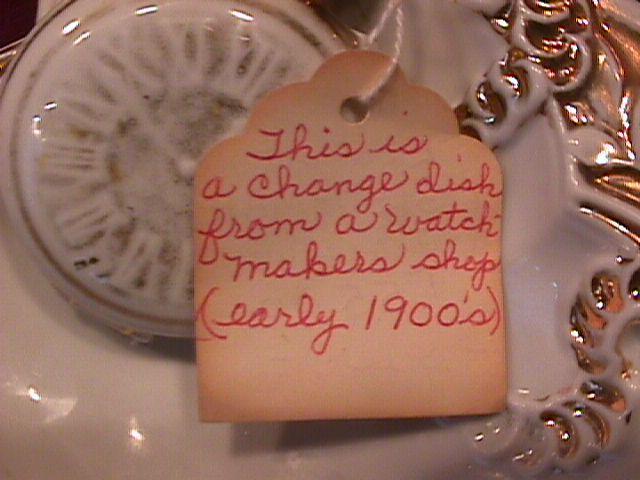 This is
a change dish
from a watch-
makers shop
(early 1900's)